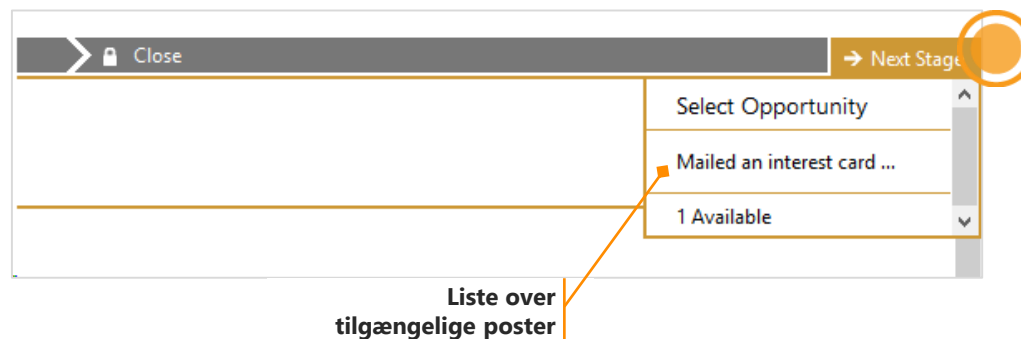 Close
→ Next Stage
Select Opportunity
Mailed an interest card ...
1 Available
Liste over
tilgængelige poster